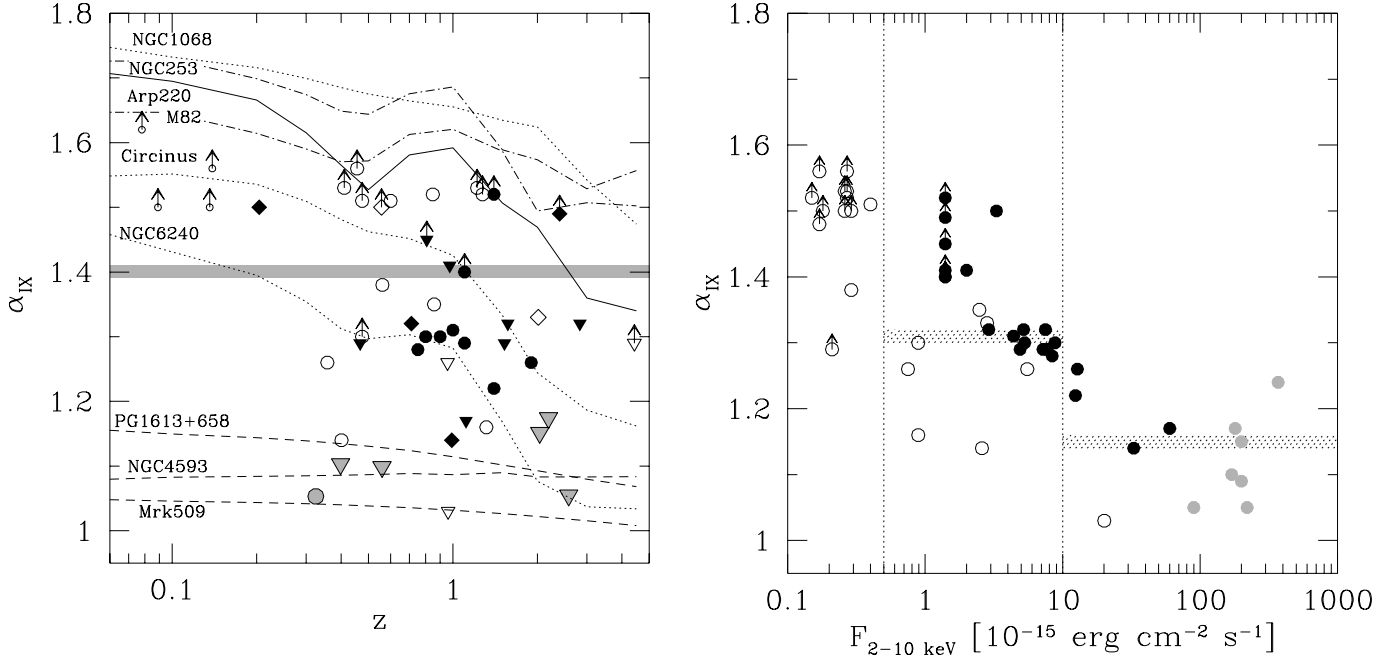 1.8
1.6
1.4
1.2
1
α_IX
NGC1068
NGC253
Arp220
M82
Circinus
NGC6240
PG1613+658
NGC4593
Mrk509
0.1
1
z
1.8
1.6
1.4
1.2
1
α_IX
0.1
1
10
100
1000
F_2−10 keV [10⁻¹⁵ erg cm⁻² s⁻¹]